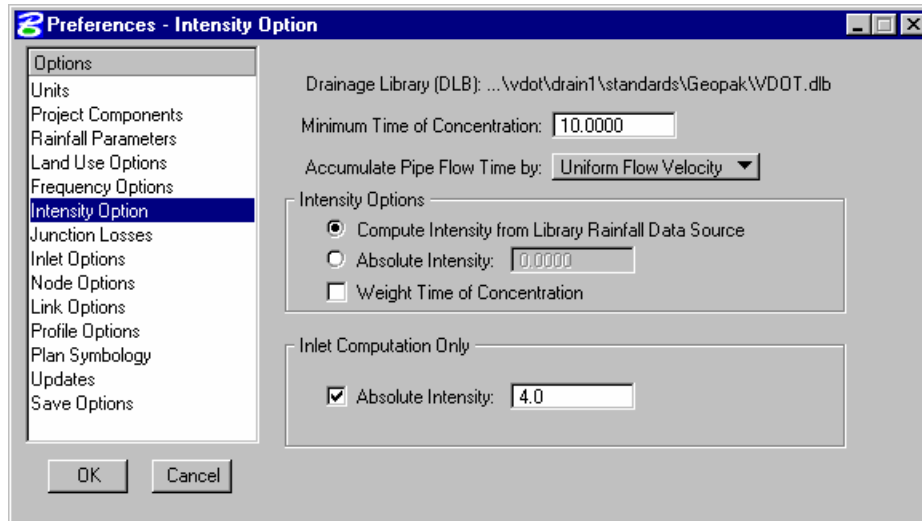 Preferences - Intensity Option
Options
Units
Project Components
Rainfall Parameters
Land Use Options
Frequency Options
Intensity Option
Junction Losses
Inlet Options
Node Options
Link Options
Profile Options
Plan Symbology
Updates
Save Options
OK Cancel
Drainage Library (DLB): ...\vdot\drain1\standards\Geopak\VDOT.dlb
Minimum Time of Concentration: 10.0000
Accumulate Pipe Flow Time by: Uniform Flow Velocity
Intensity Options
Compute Intensity from Library Rainfall Data Source
Absolute Intensity: 0.0000
Weight Time of Concentration
Inlet Computation Only
Absolute Intensity: 4.0